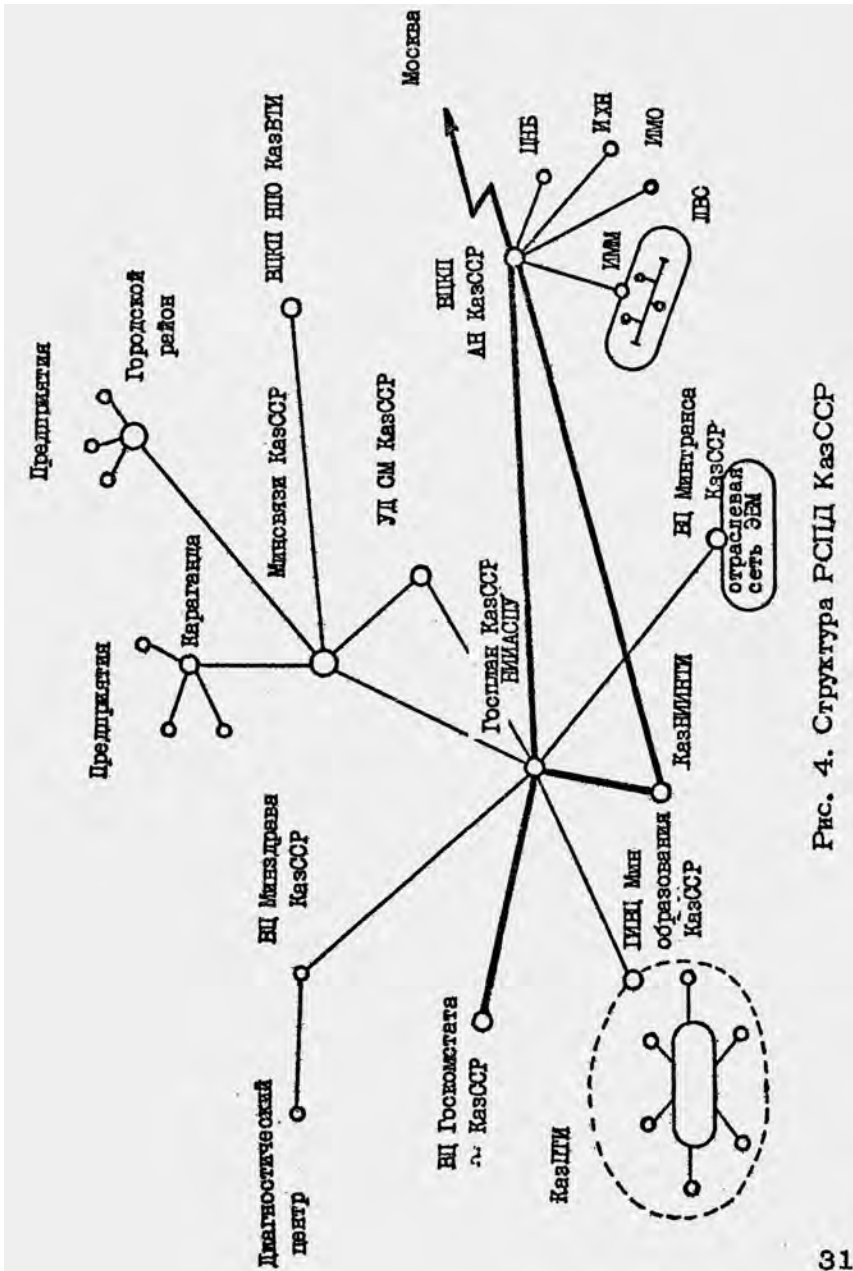 Предприятия
Предприятия
Городской
район
Караганда
Диагностический
центр
ВЦ Минздрава
КазССР
Минсвязи КазССР
ВЦКП НПО КазВТИ
УД СМ КазССР
Москва
ВЦ Госкомстата
КазССР
Госплан КазССР
НИИАСПУ
ВЦКП
АН КазССР
ЦНБ
ИХН
ИМО
ИММ
ЛВС
КазПТИ
ГИВЦ Мин
образования
КазССР
КазНИИНТИ
ВЦ Минтранса
КазССР
отраслевая
сеть ЭВМ
Рис. 4. Структура РСПД КазССР
31